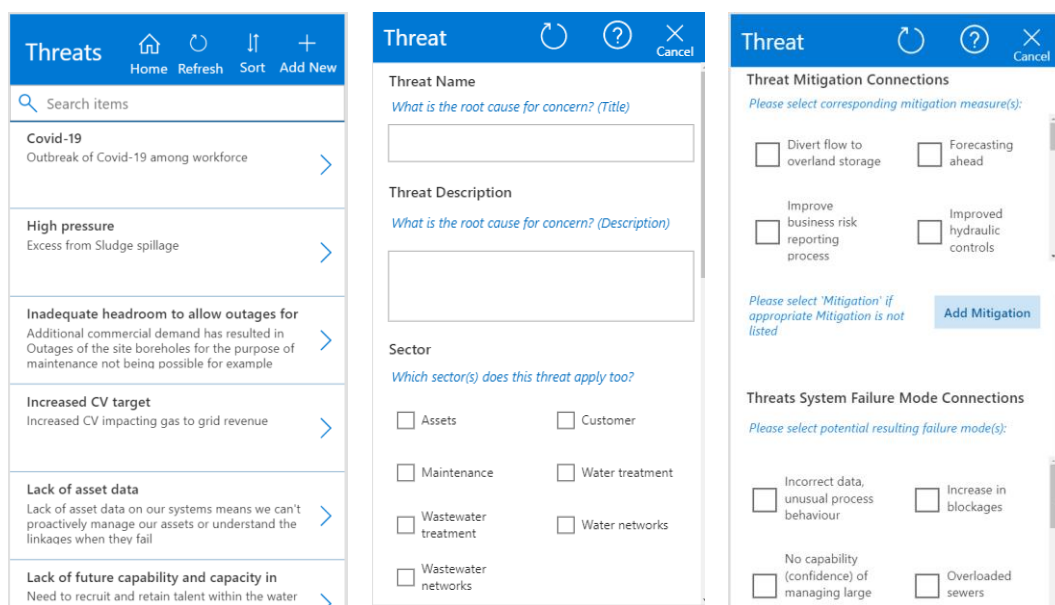 Threats
Home Refresh Sort Add New
Search items
Covid-19
Outbreak of Covid-19 among workforce
High pressure
Excess from Sludge spillage
Inadequate headroom to allow outages for
Additional commercial demand has resulted in
Outages of the site boreholes for the purpose of
maintenance not being possible for example
Increased CV target
Increased CV impacting gas to grid revenue
Lack of asset data
Lack of asset data on our systems means we can't
proactively manage our assets or understand the
linkages when they fail
Lack of future capability and capacity in
Need to recruit and retain talent within the water
Threat
?
Cancel
Threat Name
What is the root cause for concern? (Title)
Threat Description
What is the root cause for concern? (Description)
Sector
Which sector(s) does this threat apply too?
Assets
Customer
Maintenance
Water treatment
Wastewater
treatment
Water networks
Wastewater
networks
Threat
?
Cancel
Threat Mitigation Connections
Please select corresponding mitigation measure(s):
Divert flow to
overland storage
Forecasting
ahead
Improve
business risk
reporting
process
Improved
hydraulic
controls
Please select 'Mitigation' if
appropriate Mitigation is not
listed
Add Mitigation
Threats System Failure Mode Connections
Please select potential resulting failure mode(s):
Incorrect data,
unusual process
behaviour
Increase in
blockages
No capability
(confidence) of
managing large
Overloaded
sewers